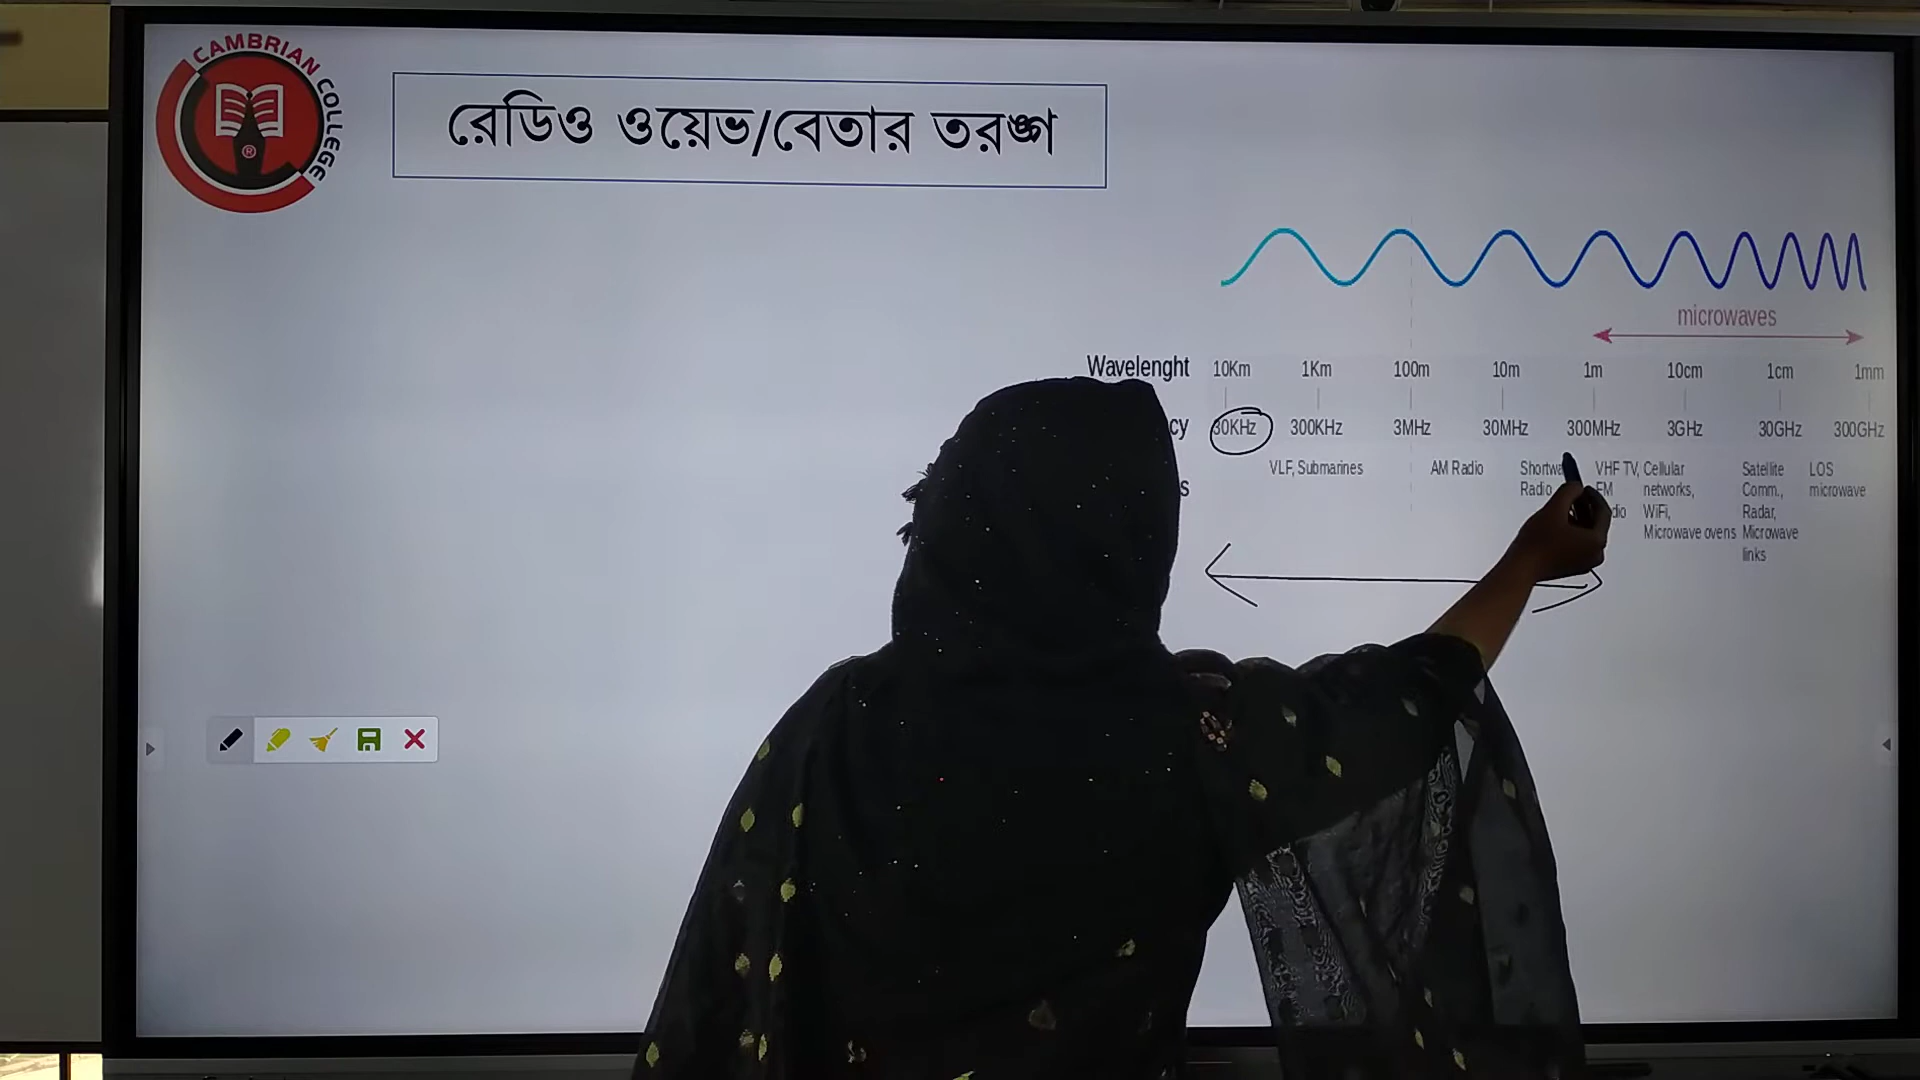 CAMBRIAN COLLEGE
®
রেডিও ওয়েভ/বেতার তরঙ্গ
microwaves
Wavelenght 10Km 1Km 100m 10m 1m 10cm 1cm 1mm
30KHz 300KHz 3MHz 30MHz 300MHz 3GHz 30GHz 300GHz
VLF, Submarines
AM Radio
Radio
VHF TV,
FM
Cellular
networks,
WiFi,
Microwave ovens
Satellite
Comm.,
Radar,
Microwave
links
LOS
microwave